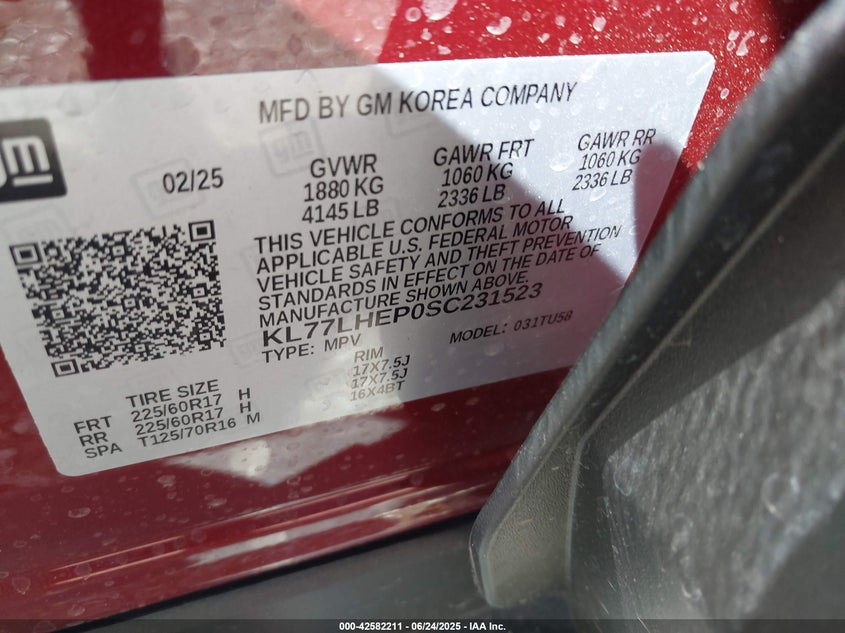 MFD BY GM KOREA COMPANY
02/25
GVWR
1880 KG
4145 LB
GAWR FRT
1060 KG
2336 LB
GAWR RR
1060 KG
2336 LB
THIS VEHICLE CONFORMS TO ALL
APPLICABLE U.S. FEDERAL MOTOR
VEHICLE SAFETY AND THEFT PREVENTION
STANDARDS IN EFFECT ON THE DATE OF
MANUFACTURE SHOWN ABOVE.
KL77LHEP0SC231523
TYPE: MPV
MODEL: 031TU58
TIRE SIZE
RIM
FRT 225/60R17 H 17X7.5J
RR 225/60R17 H 17X7.5J
SPA T125/70R16 M 16X4BT
000-42582211 - 06/24/2025 - IAA Inc.